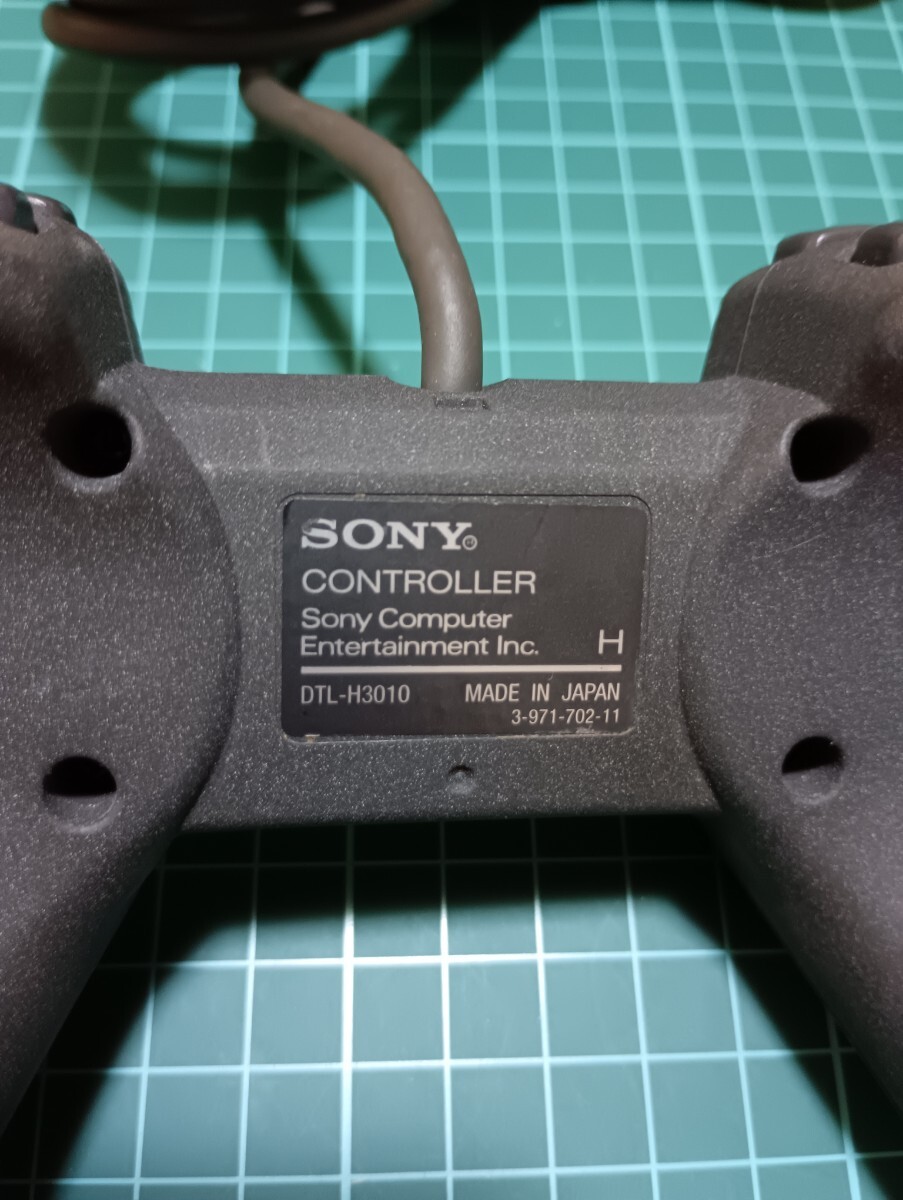 SONY®
CONTROLLER
Sony Computer
Entertainment Inc. H
DTL-H3010 MADE IN JAPAN
3-971-702-11